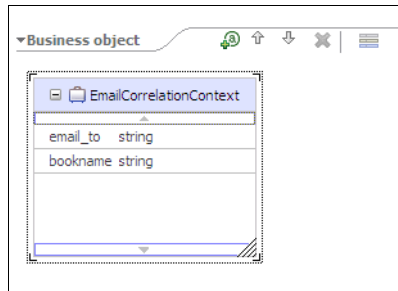 Business object
EmailCorrelationContext
email_to string
bookname string